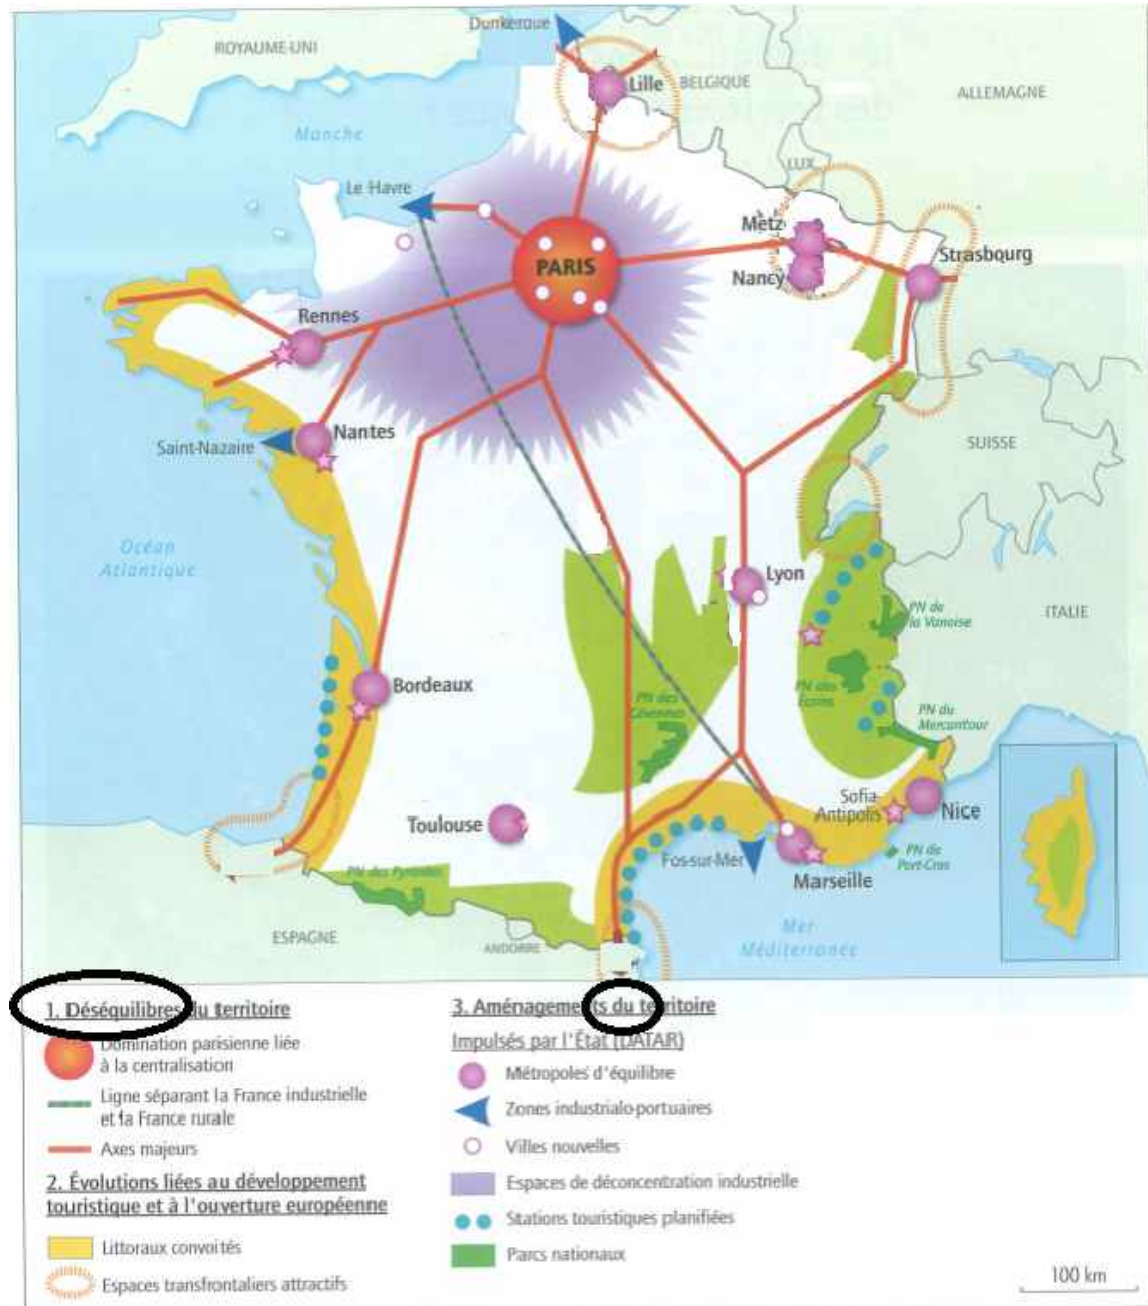 Dunkerque
ROYAUME-UNI
Lille
BELGIQUE
ALLEMAGNE
Manche
LUX.
Le Havre
Metz
Strasbourg
PARIS
Nancy
Rennes
Nantes
SUISSE
Saint-Nazaire
Océan
Atlantique
Lyon
PN de
la Vanoise
ITALIE
Bordeaux
PN des
Cévennes
PN des
Écrins
PN du
Mercantour
Sofia-
Antipolis
Nice
Toulouse
Fos-sur-Mer
PN de
Port-Cros
Marseille
PN des Pyrénées
ESPAGNE
ANDORRE
Mer
Méditerranée
1. Déséquilibres du territoire
Domination parisienne liée
à la centralisation
Ligne séparant la France industrielle
et la France rurale
Axes majeurs
2. Évolutions liées au développement
touristique et à l'ouverture européenne
Littoraux convoités
Espaces transfrontaliers attractifs
3. Aménagements du territoire
Impulsés par l'État (DATAR)
Métropoles d'équilibre
Zones industrialo-portuaires
Villes nouvelles
Espaces de déconcentration industrielle
Stations touristiques planifiées
Parcs nationaux
100 km